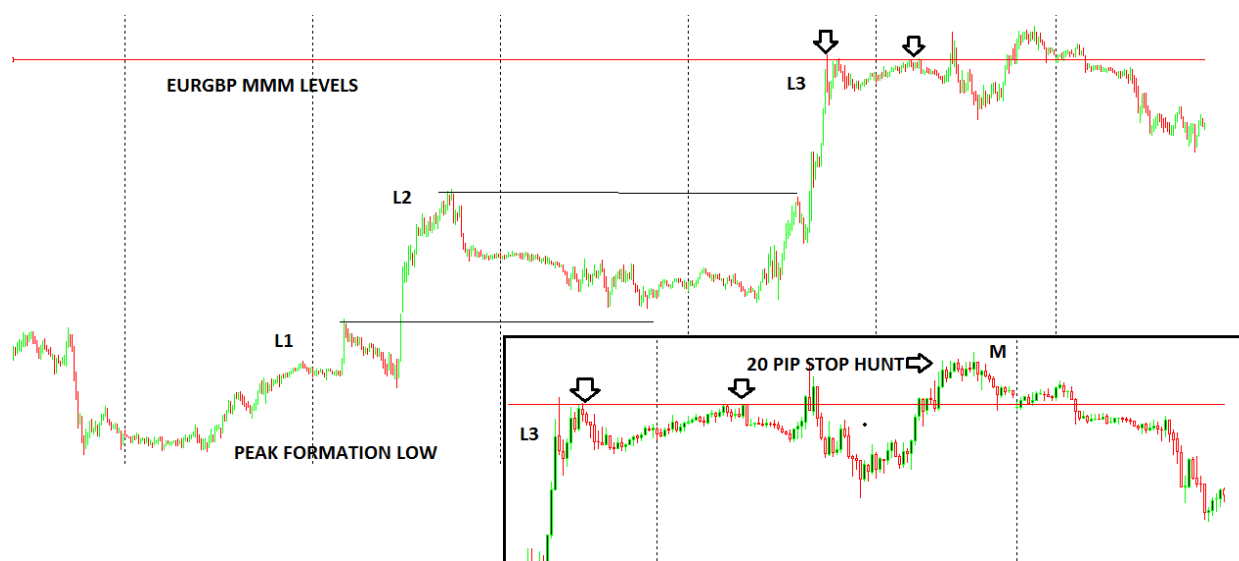 EURGBP MMM LEVELS
L3
L2
L1
PEAK FORMATION LOW
20 PIP STOP HUNT
M
L3